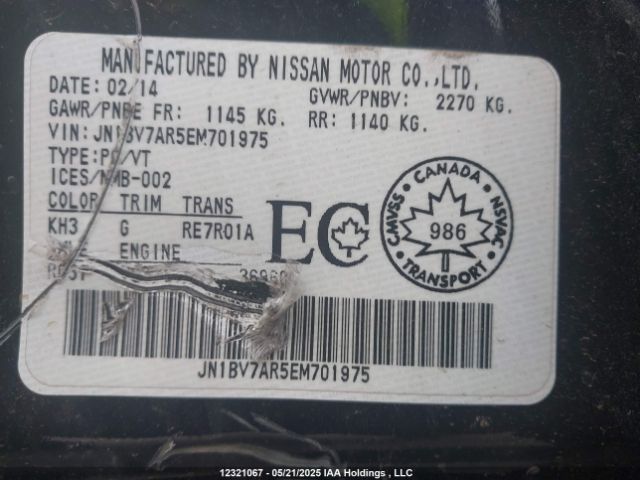 MANUFACTURED BY NISSAN MOTOR CO.,LTD.
DATE: 02/14 GVWR/PNBV: 2270 KG.
GAWR/PNBE FR: 1145 KG. RR: 1140 KG.
VIN: JN1BV7AR5EM701975
TYPE: /VT
ICES/NMB-002
COLOR TRIM TRANS
KH3 G RE7R01A
ENGINE
EC
CANADA
CMVSS NSVAC
986
TRANSPORT
JN1BV7AR5EM701975
12321067 - 05/21/2025 IAA Holdings , LLC